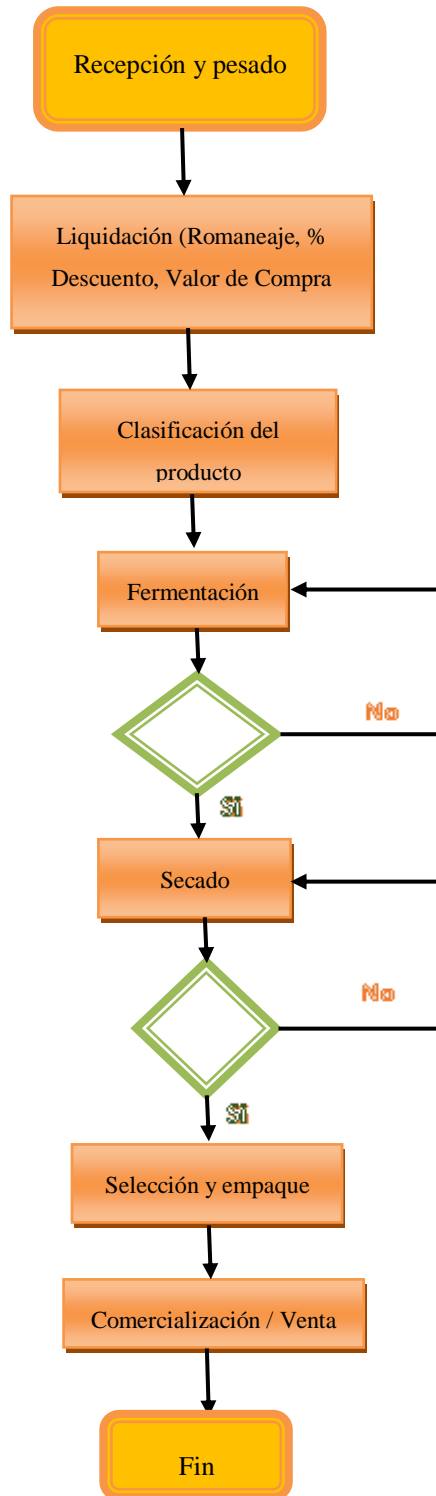 Recepción y pesado
Liquidación (Romaneaje, %
Descuento, Valor de Compra
Clasificación del
producto
Fermentación
No
Si
Secado
No
Si
Selección y empaque
Comercialización / Venta
Fin